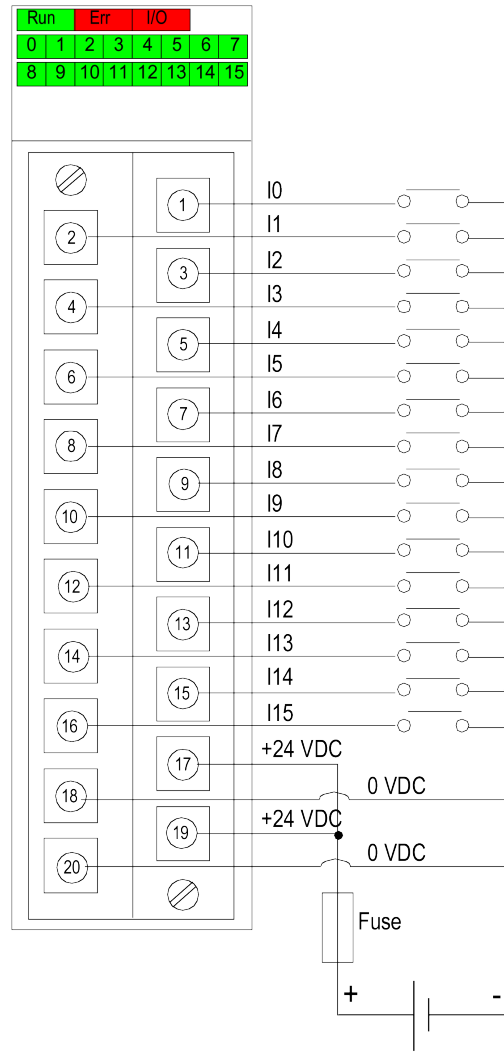 Run Err I/O
0 1 2 3 4 5 6 7
8 9 10 11 12 13 14 15
1 I0
2 I1
3 I2
4 I3
5 I4
6 I5
7 I6
8 I7
9 I8
10 I9
11 I10
12 I11
13 I12
14 I13
15 I14
16 I15
17 +24 VDC
18 0 VDC
19 +24 VDC
20 0 VDC
Fuse
+ -